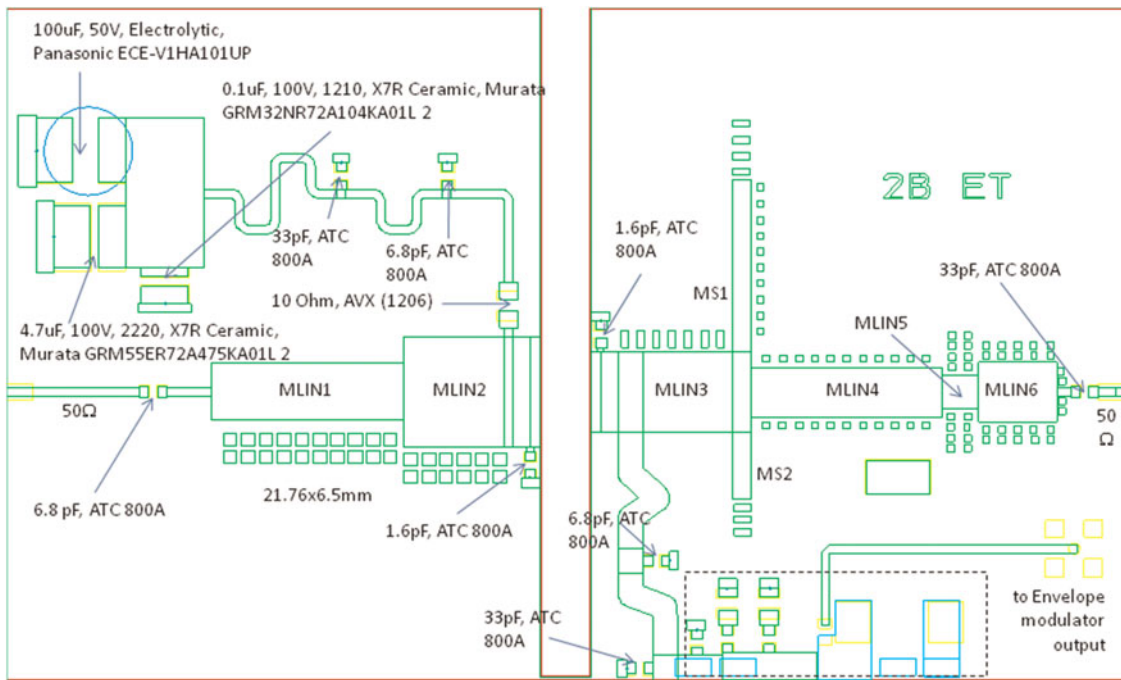 100uF, 50V, Electrolytic,
Panasonic ECE-V1HA101UP
0.1uF, 100V, 1210, X7R Ceramic, Murata
GRM32NR72A104KA01L 2
2B ET
33pF, ATC
800A
6.8pF, ATC
800A
1.6pF, ATC
800A
33pF, ATC 800A
10 Ohm, AVX (1206)
MS1
4.7uF, 100V, 2220, X7R Ceramic,
Murata GRM55ER72A475KA01L 2
MLIN5
MLIN1
MLIN2
MLIN3
MLIN4
MLIN6
50Ω
50
Ω
21.76x6.5mm
MS2
6.8 pF, ATC 800A
1.6pF, ATC 800A
6.8pF, ATC
800A
33pF, ATC
800A
to Envelope
modulator
output